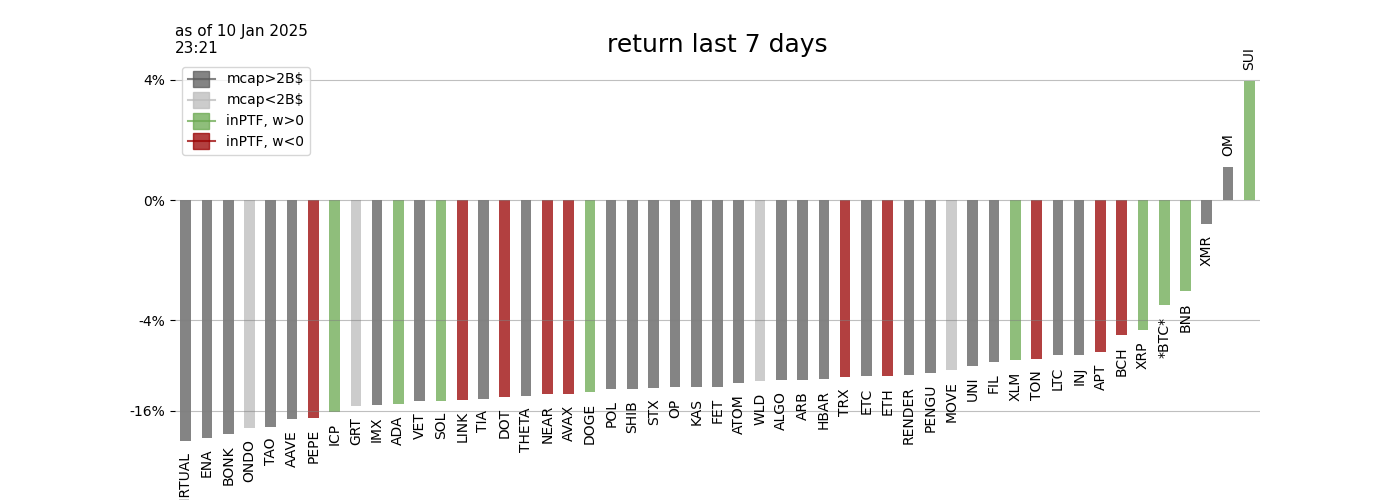 as of 10 Jan 2025
23:21
return last 7 days
mcap>2B$
mcap<2B$
inPTF, w>0
inPTF, w<0
4%
0%
-4%
-16%
RTUAL
ENA
BONK
ONDO
TAO
AAVE
PEPE
ICP
GRT
IMX
ADA
VET
SOL
LINK
TIA
DOT
THETA
NEAR
AVAX
DOGE
POL
SHIB
STX
OP
KAS
FET
ATOM
WLD
ALGO
ARB
HBAR
TRX
ETC
ETH
RENDER
PENGU
MOVE
UNI
FIL
XLM
TON
LTC
INJ
APT
BCH
XRP
*BTC*
BNB
XMR
OM
SUI